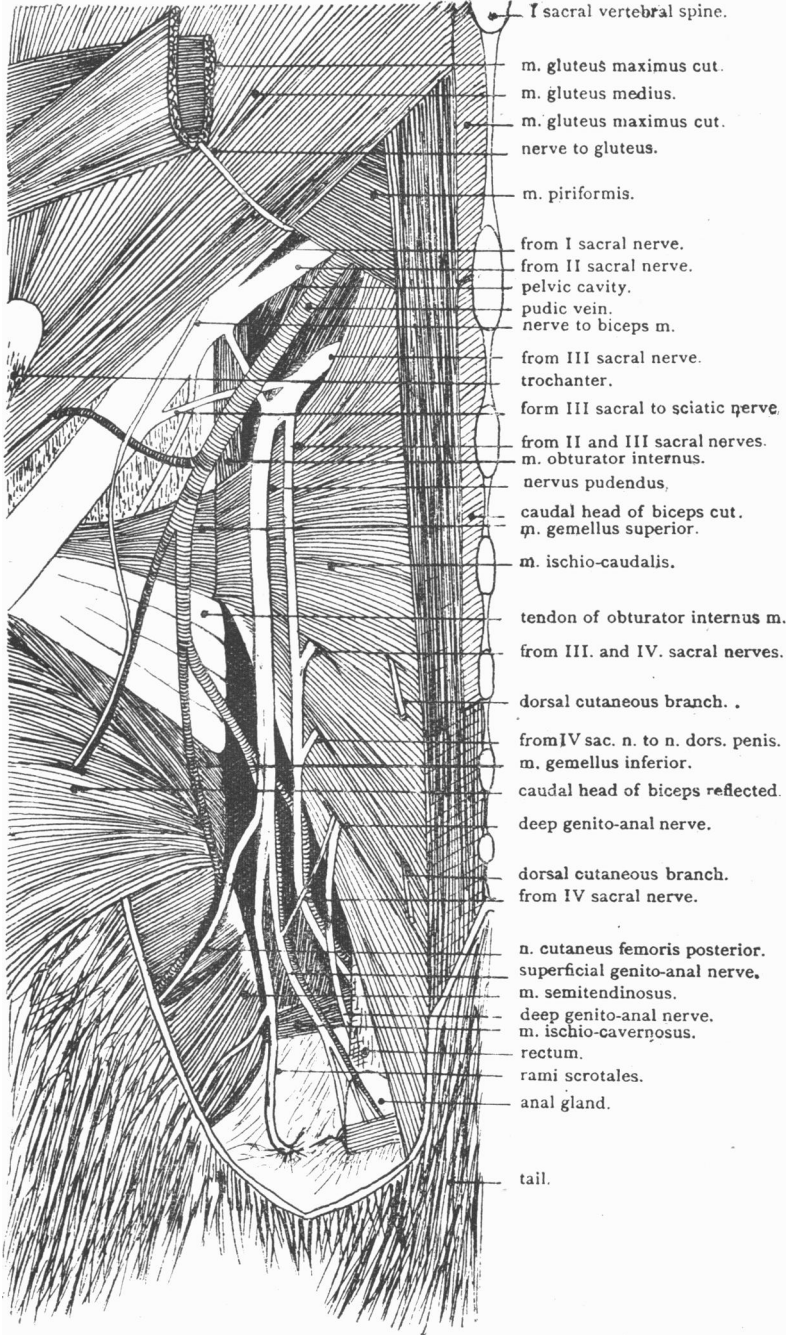 I sacral vertebral spine.
m. gluteus maximus cut.
m. gluteus medius.
m. gluteus maximus cut.
nerve to gluteus.
m. piriformis.
from I sacral nerve.
from II sacral nerve.
pelvic cavity.
pudic vein.
nerve to biceps m.
from III sacral nerve.
trochanter.
form III sacral to sciatic nerve.
from II and III sacral nerves.
m. obturator internus.
nervus pudendus.
caudal head of biceps cut.
m. gemellus superior.
m. ischio-caudalis.
tendon of obturator internus m.
from III. and IV. sacral nerves.
dorsal cutaneous branch. .
from IV sac. n. to n. dors. penis.
m. gemellus inferior.
caudal head of biceps reflected.
deep genito-anal nerve.
dorsal cutaneous branch.
from IV sacral nerve.
n. cutaneus femoris posterior.
superficial genito-anal nerve.
m. semitendinosus.
deep genito-anal nerve.
m. ischio-cavernosus.
rectum.
rami scrotales.
anal gland.
tail.